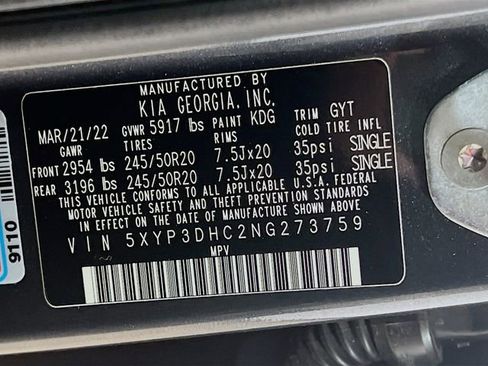 MANUFACTURED BY
KIA GEORGIA, INC.
MAR/21/22 GVWR 5917 lbs PAINT KDG TRIM GYT
GAWR TIRES RIMS COLD TIRE INFL
FRONT 2954 lbs 245/50R20 7.5Jx20 35psi SINGLE
REAR 3196 lbs 245/50R20 7.5Jx20 35psi SINGLE
THIS VEHICLE CONFORMS TO ALL APPLICABLE U.S.A. FEDERAL
MOTOR VEHICLE SAFETY AND THEFT PREVENTION STANDARDS
IN EFFECT ON THE DATE OF MANUFACTURE SHOWN ABOVE.
VIN 5XYP3DHC2NG273759
MPV
9110